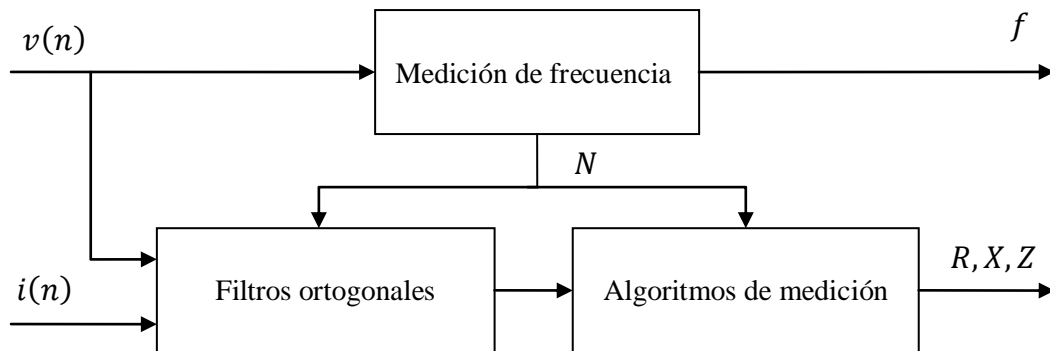 v(n)
f
Medición de frecuencia
N
i(n)
Filtros ortogonales
Algoritmos de medición
R, X, Z